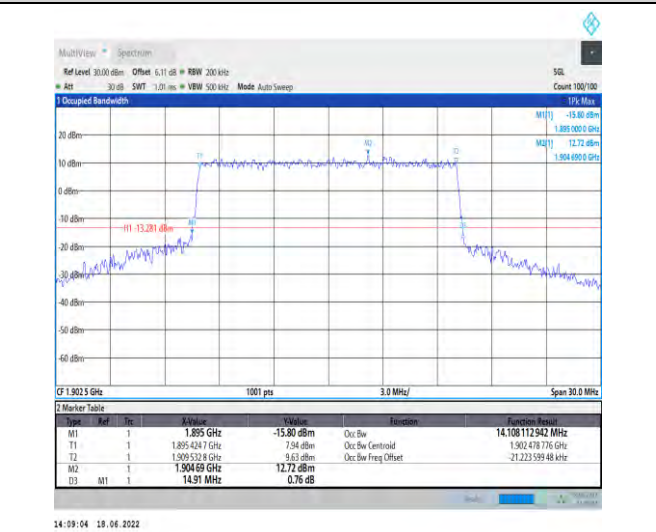 MultiView Spectrum
Ref Level 30.00 dBm Offset 6.11 dB RBW 200 kHz SGL
Att 30 dB SWT 1.01 ms VBW 500 kHz Mode Auto Sweep Count 100/100
1 Occupied Bandwidth 1Pk Max
M1[1] -15.80 dBm
1.895 000 0 GHz
M2[1] 12.72 dBm
1.904 690 0 GHz
20 dBm
M2
T1
T2
10 dBm
0 dBm
-10 dBm
M1
H1 -13.281 dBm
-20 dBm
-30 dBm
-40 dBm
-50 dBm
-60 dBm
CF 1.902 5 GHz 1001 pts 3.0 MHz/ Span 30.0 MHz
2 Marker Table
Type Ref Trc X-Value Y-Value Function Function Result
M1 1 1.895 GHz -15.80 dBm Occ Bw 14.108 112 942 MHz
T1 1 1.895 424 7 GHz 7.94 dBm Occ Bw Centroid 1.902 478 776 GHz
T2 1 1.909 532 8 GHz 9.63 dBm Occ Bw Freq Offset -21.223 599 48 kHz
M2 1 1.904 69 GHz 12.72 dBm
D3 M1 1 14.91 MHz 0.76 dB
14:09:04 18.06.2022